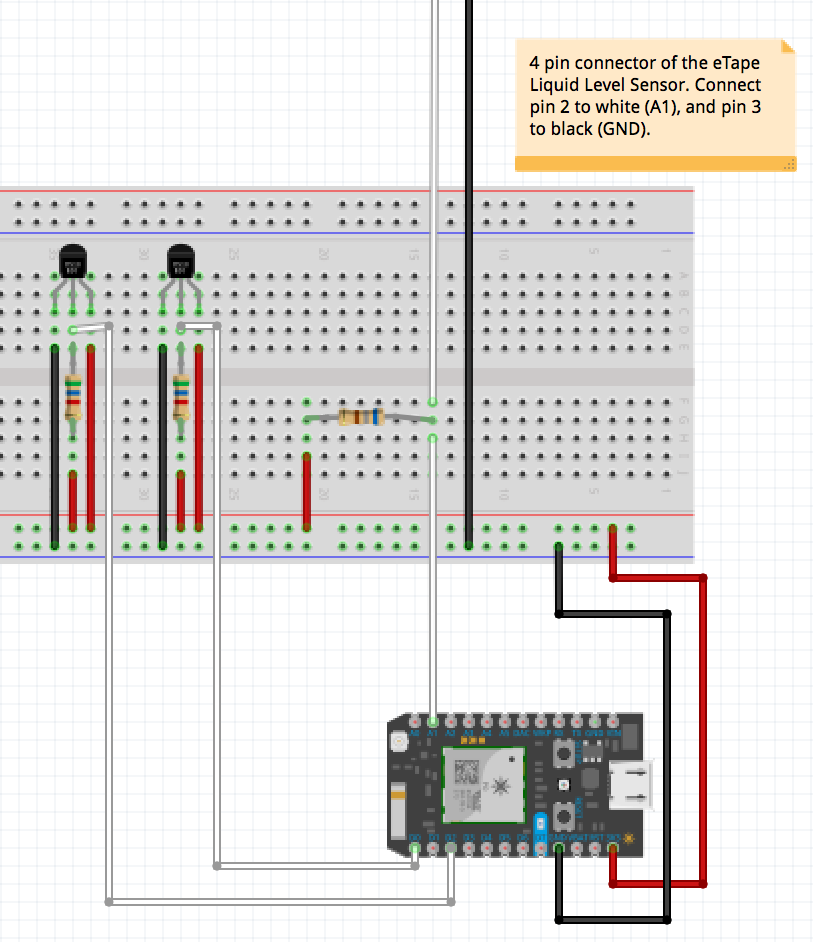 4 pin connector of the eTape
Liquid Level Sensor. Connect
pin 2 to white (A1), and pin 3
to black (GND).
35 30 25 20 15 10 5 1
A
B
C
D
E
F
G
H
I
J
30 25 20 15 10 5 1
A0 A1 A2 A3 A4 A5 DAC WKP RX TX GND VIN
SETUP
RESET
D0 D1 D2 D3 D4 D5 D6 D7 GND VBAT RST 3V3